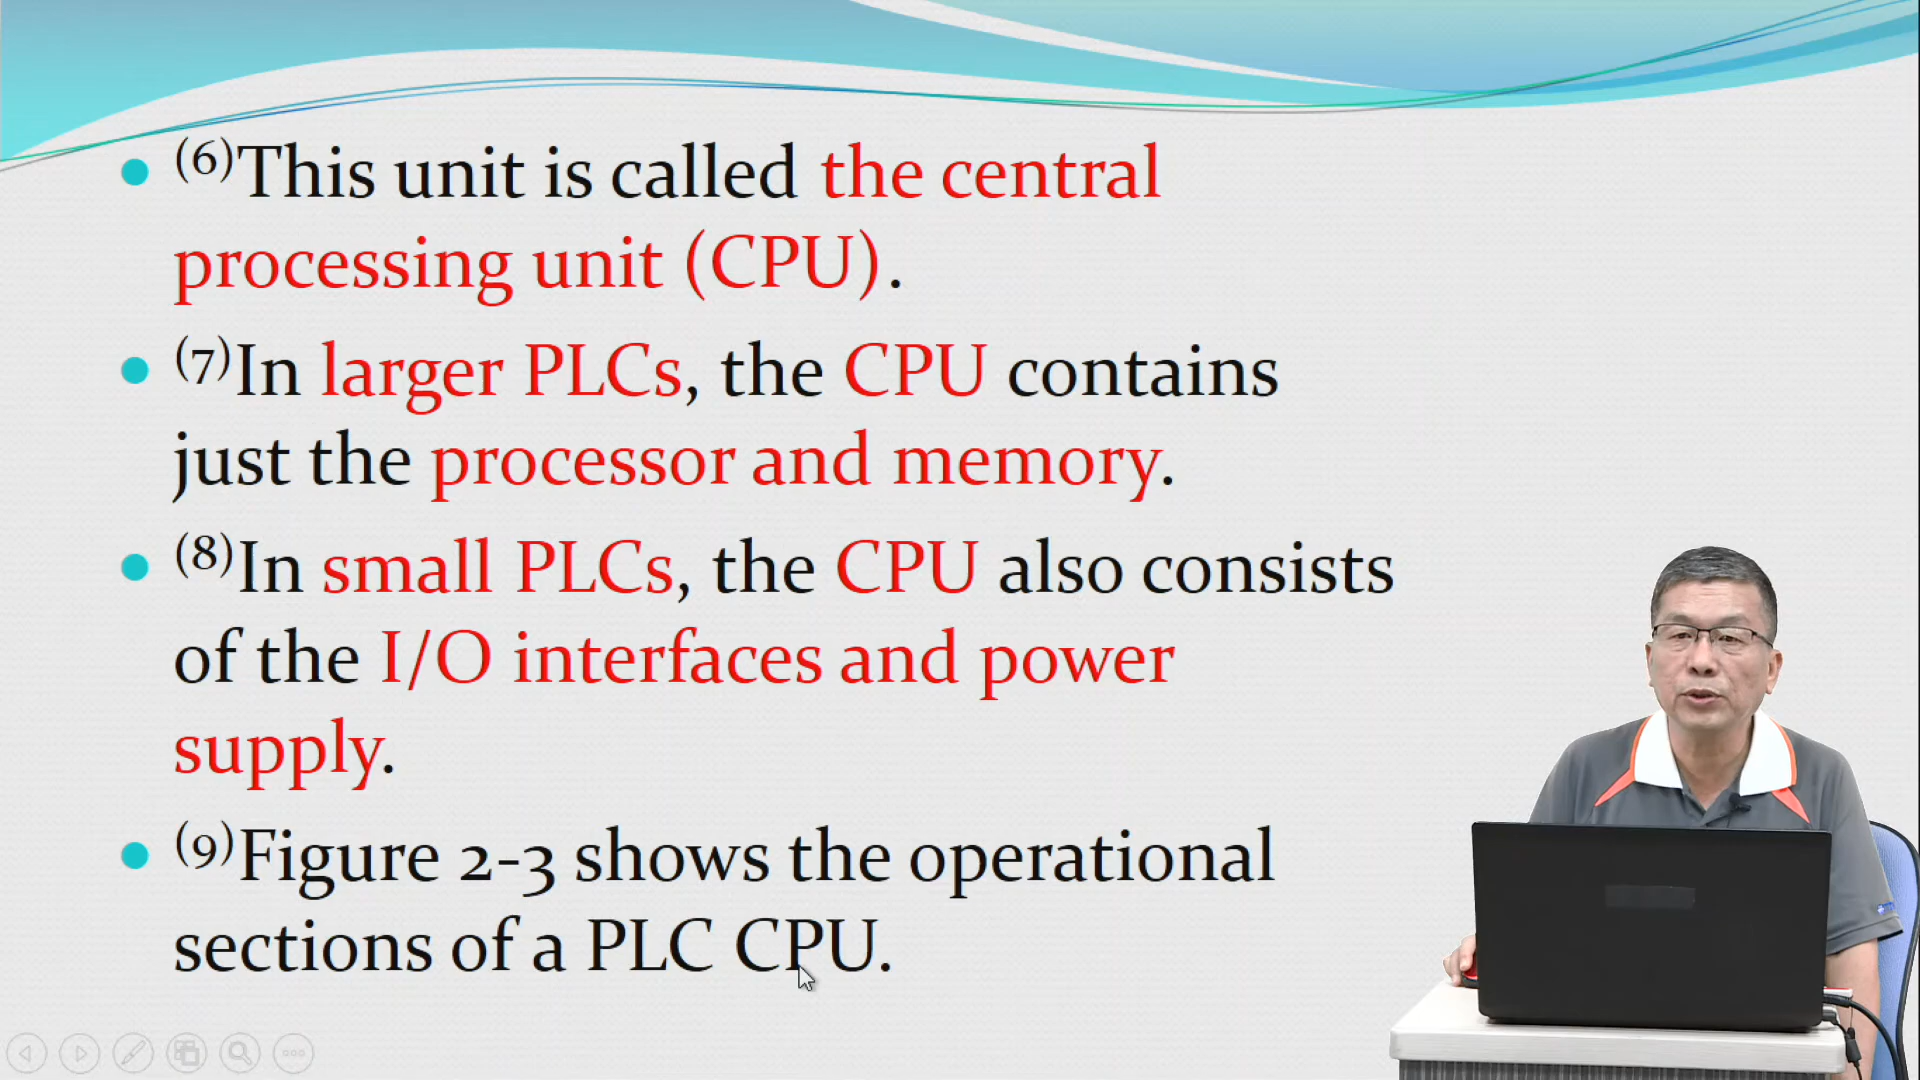 (6)This unit is called the central
processing unit (CPU).
(7)In larger PLCs, the CPU contains
just the processor and memory.
(8)In small PLCs, the CPU also consists
of the I/O interfaces and power
supply.
(9)Figure 2-3 shows the operational
sections of a PLC CPU.